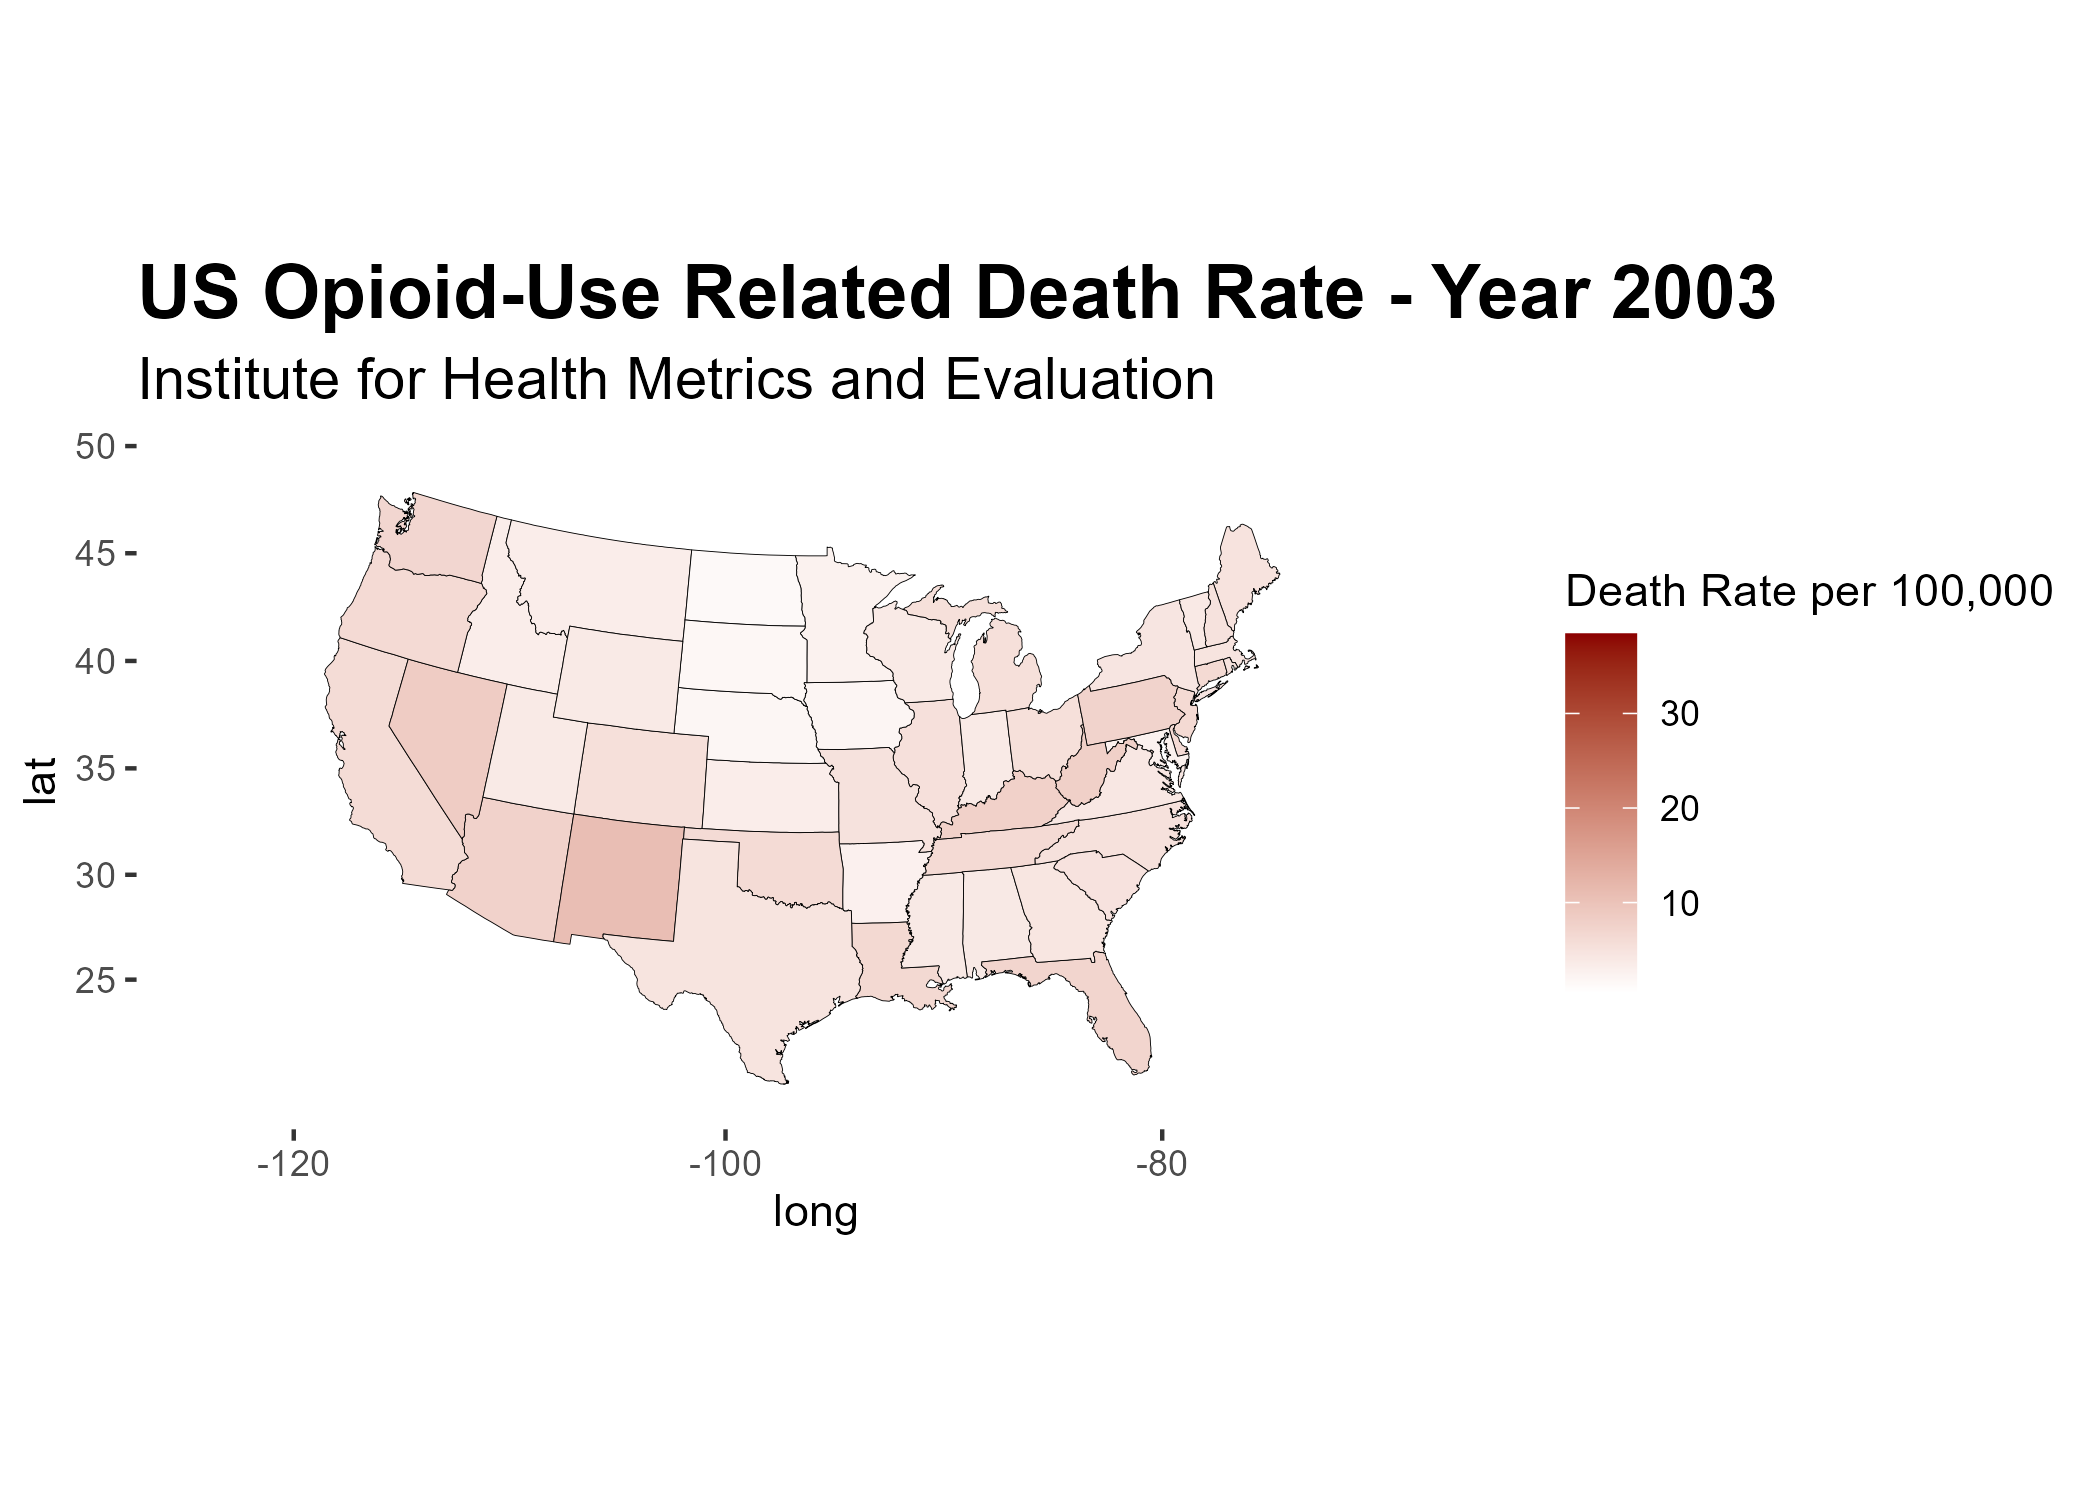 US Opioid-Use Related Death Rate - Year 2003
Institute for Health Metrics and Evaluation
50
45
40
35
30
25
lat
-120
-100
-80
long
Death Rate per 100,000
30
20
10